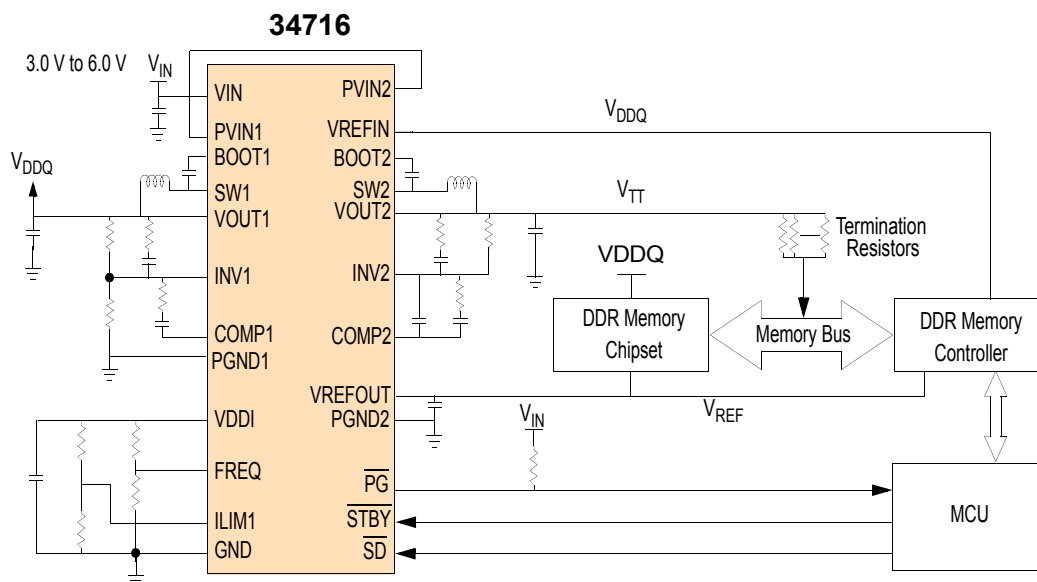 34716
3.0 V to 6.0 V
VIN
VIN
PVIN1
BOOT1
VDDQ
SW1
VOUT1
INV1
COMP1
PGND1
VDDI
FREQ
ILIM1
GND
PVIN2
VREFIN
BOOT2
SW2
VOUT2
INV2
COMP2
VREFOUT
PGND2
PG
STBY
SD
VDDQ
VTT
Termination
Resistors
VDDQ
DDR Memory
Chipset
Memory Bus
DDR Memory
Controller
VREF
VIN
MCU